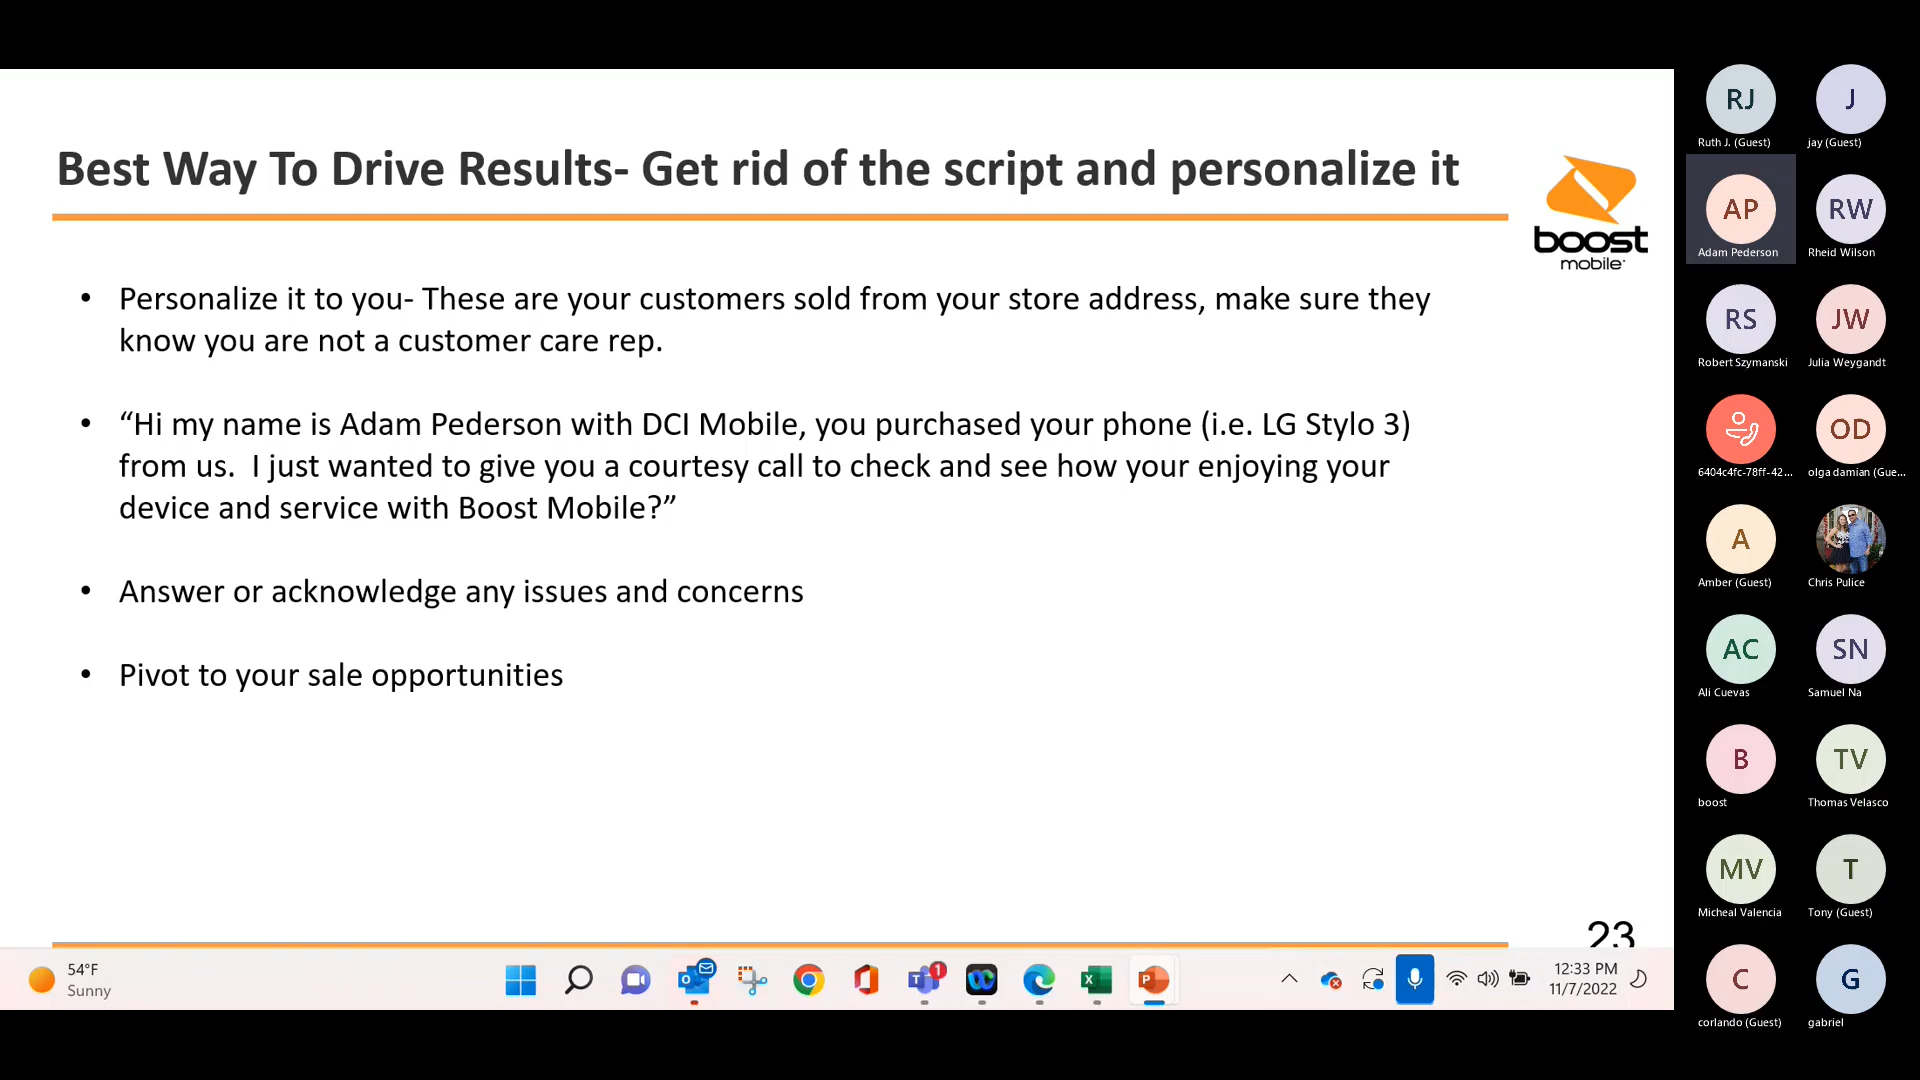 Best Way To Drive Results- Get rid of the script and personalize it
boost
mobile
• Personalize it to you- These are your customers sold from your store address, make sure they
know you are not a customer care rep.
• “Hi my name is Adam Pederson with DCI Mobile, you purchased your phone (i.e. LG Stylo 3)
from us.  I just wanted to give you a courtesy call to check and see how your enjoying your
device and service with Boost Mobile?”
• Answer or acknowledge any issues and concerns
• Pivot to your sale opportunities
23
54°F
Sunny
1
12:33 PM
11/7/2022
RJ
Ruth J. (Guest)
J
jay (Guest)
AP
Adam Pederson
RW
Rheid Wilson
RS
Robert Szymanski
JW
Julia Weygandt
6404c4fc-78ff-42...
OD
olga damian (Gue...
A
Amber (Guest)
Chris Pulice
AC
Ali Cuevas
SN
Samuel Na
B
boost
TV
Thomas Velasco
MV
Micheal Valencia
T
Tony (Guest)
C
corlando (Guest)
G
gabriel